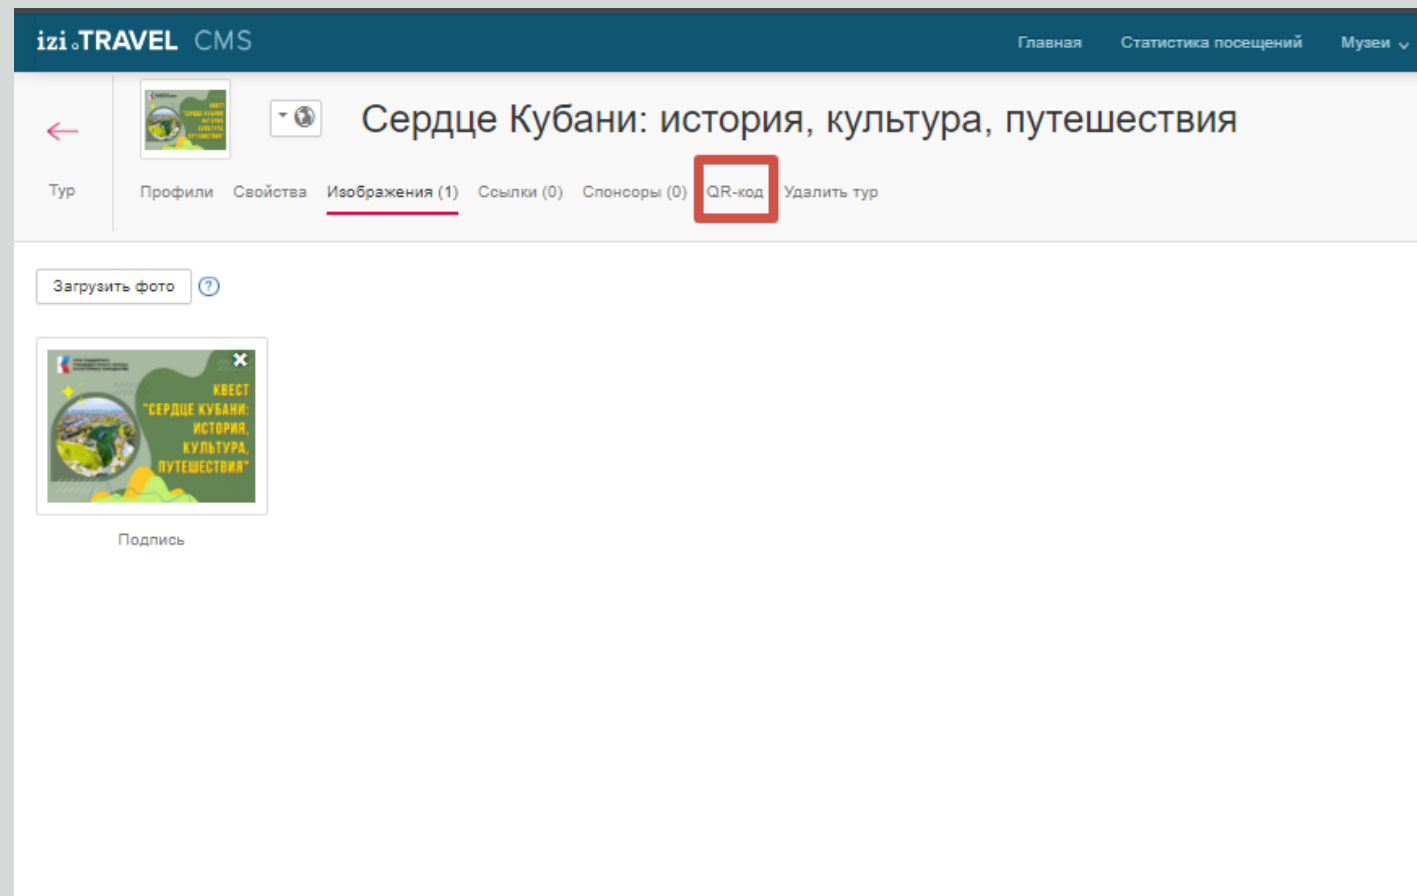 izi.TRAVEL CMS
Главная Статистика посещений Музеи
Сердце Кубани: история, культура, путешествия
Тур
Профили Свойства Изображения (1) Ссылки (0) Спонсоры (0) QR-код Удалить тур
Загрузить фото ?
КВЕСТ
"СЕРДЦЕ КУБАНИ:
ИСТОРИЯ,
КУЛЬТУРА,
ПУТЕШЕСТВИЯ"
Подпись